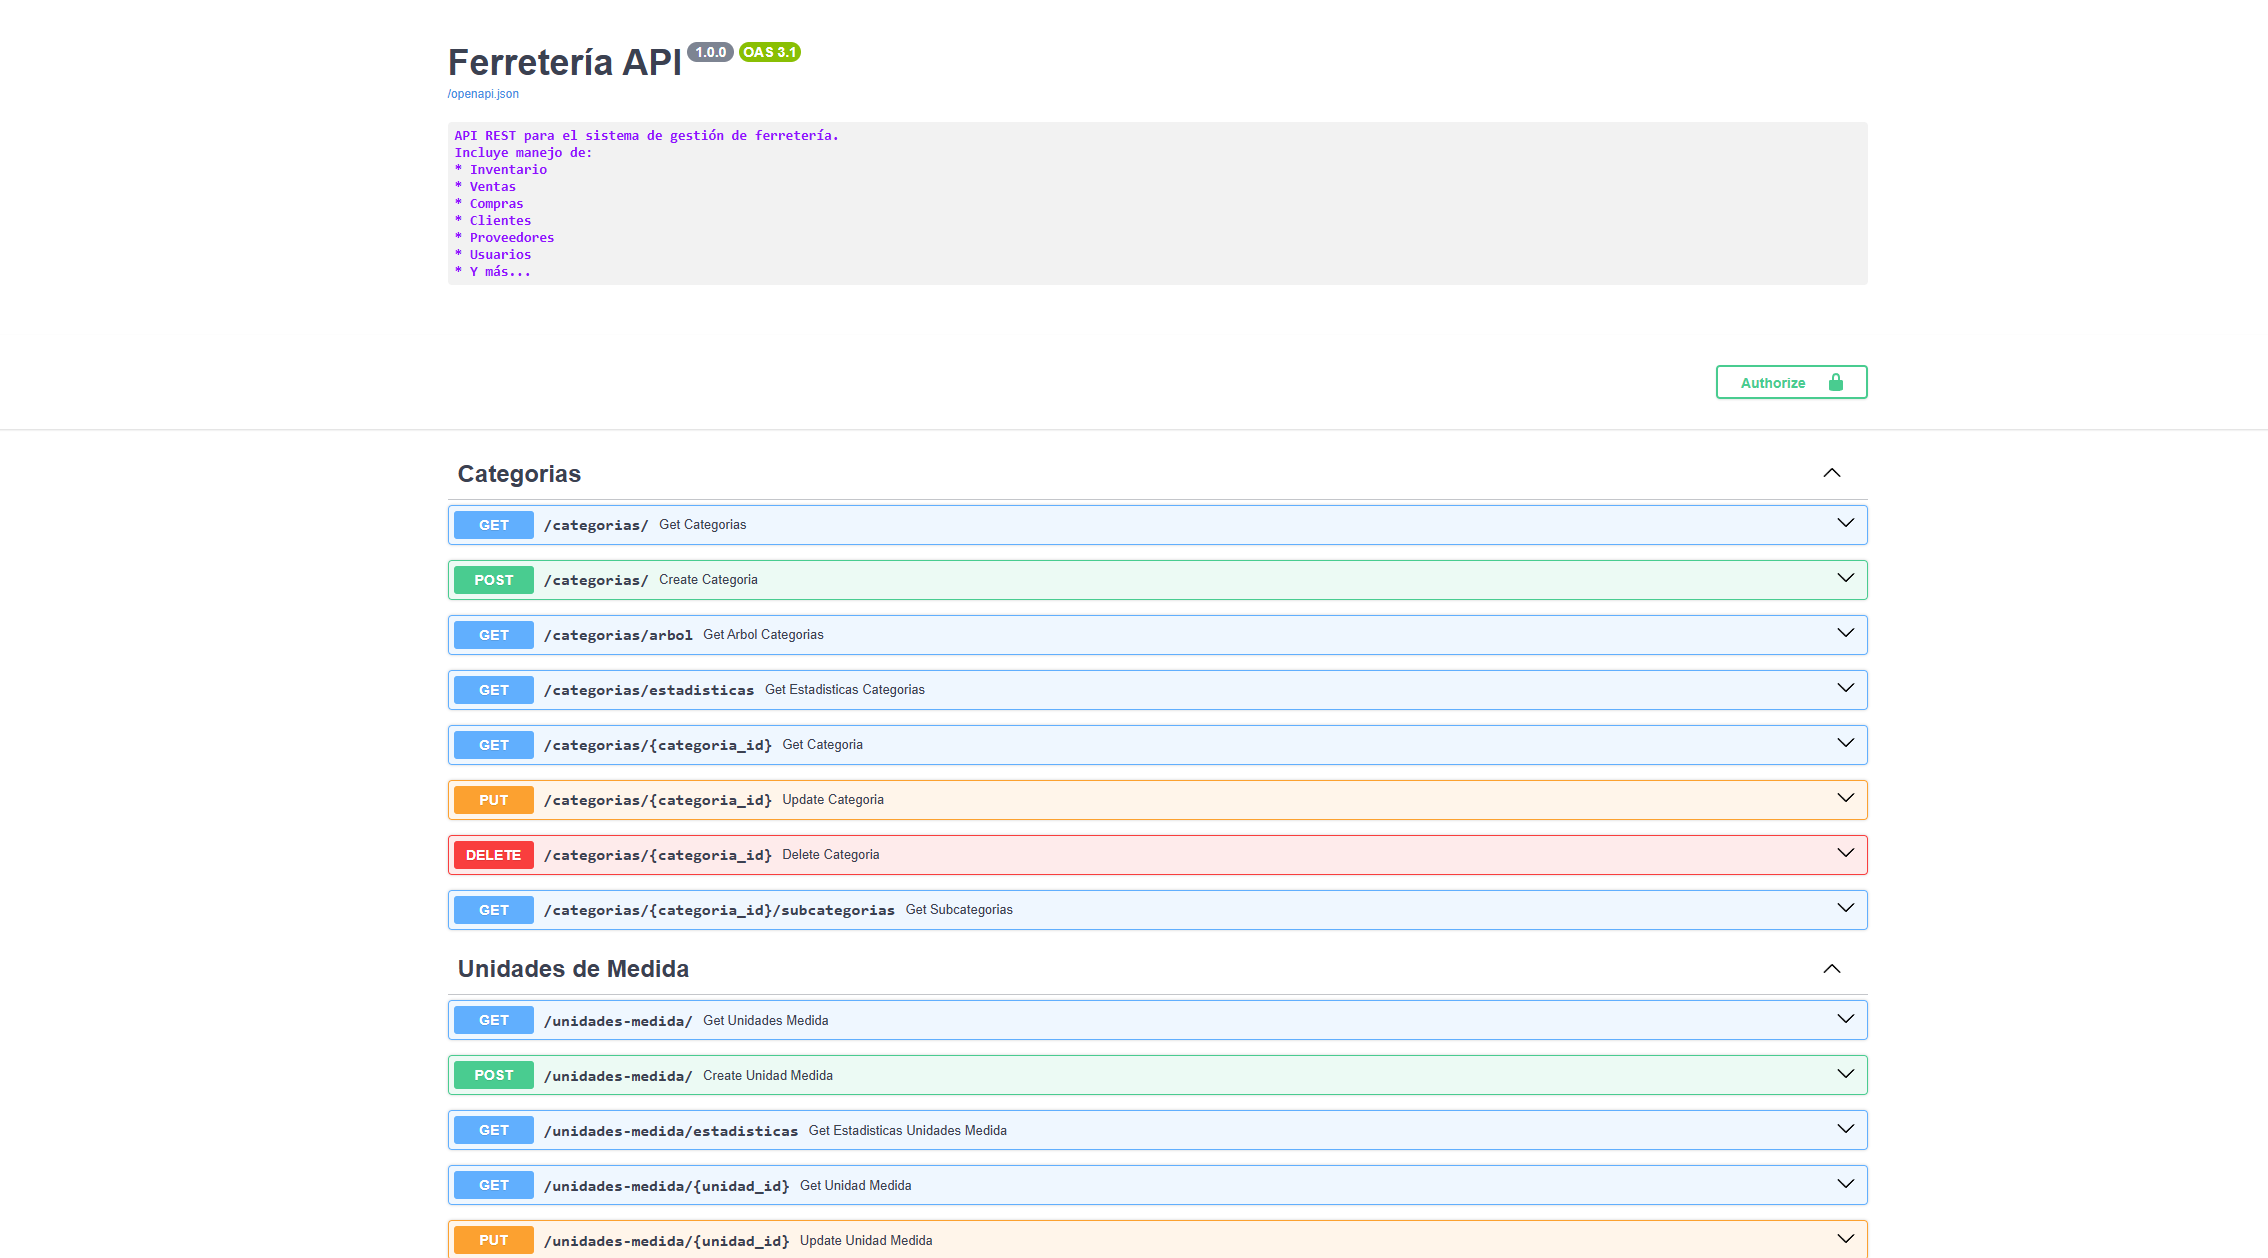 Ferretería API 1.0.0 OAS 3.1
/openapi.json
API REST para el sistema de gestión de ferretería.
Incluye manejo de:
* Inventario
* Ventas
* Compras
* Clientes
* Proveedores
* Usuarios
* Y más...
Authorize
Categorias
GET /categorias/ Get Categorias
POST /categorias/ Create Categoria
GET /categorias/arbol Get Arbol Categorias
GET /categorias/estadisticas Get Estadisticas Categorias
GET /categorias/{categoria_id} Get Categoria
PUT /categorias/{categoria_id} Update Categoria
DELETE /categorias/{categoria_id} Delete Categoria
GET /categorias/{categoria_id}/subcategorias Get Subcategorias
Unidades de Medida
GET /unidades-medida/ Get Unidades Medida
POST /unidades-medida/ Create Unidad Medida
GET /unidades-medida/estadisticas Get Estadisticas Unidades Medida
GET /unidades-medida/{unidad_id} Get Unidad Medida
PUT /unidades-medida/{unidad_id} Update Unidad Medida